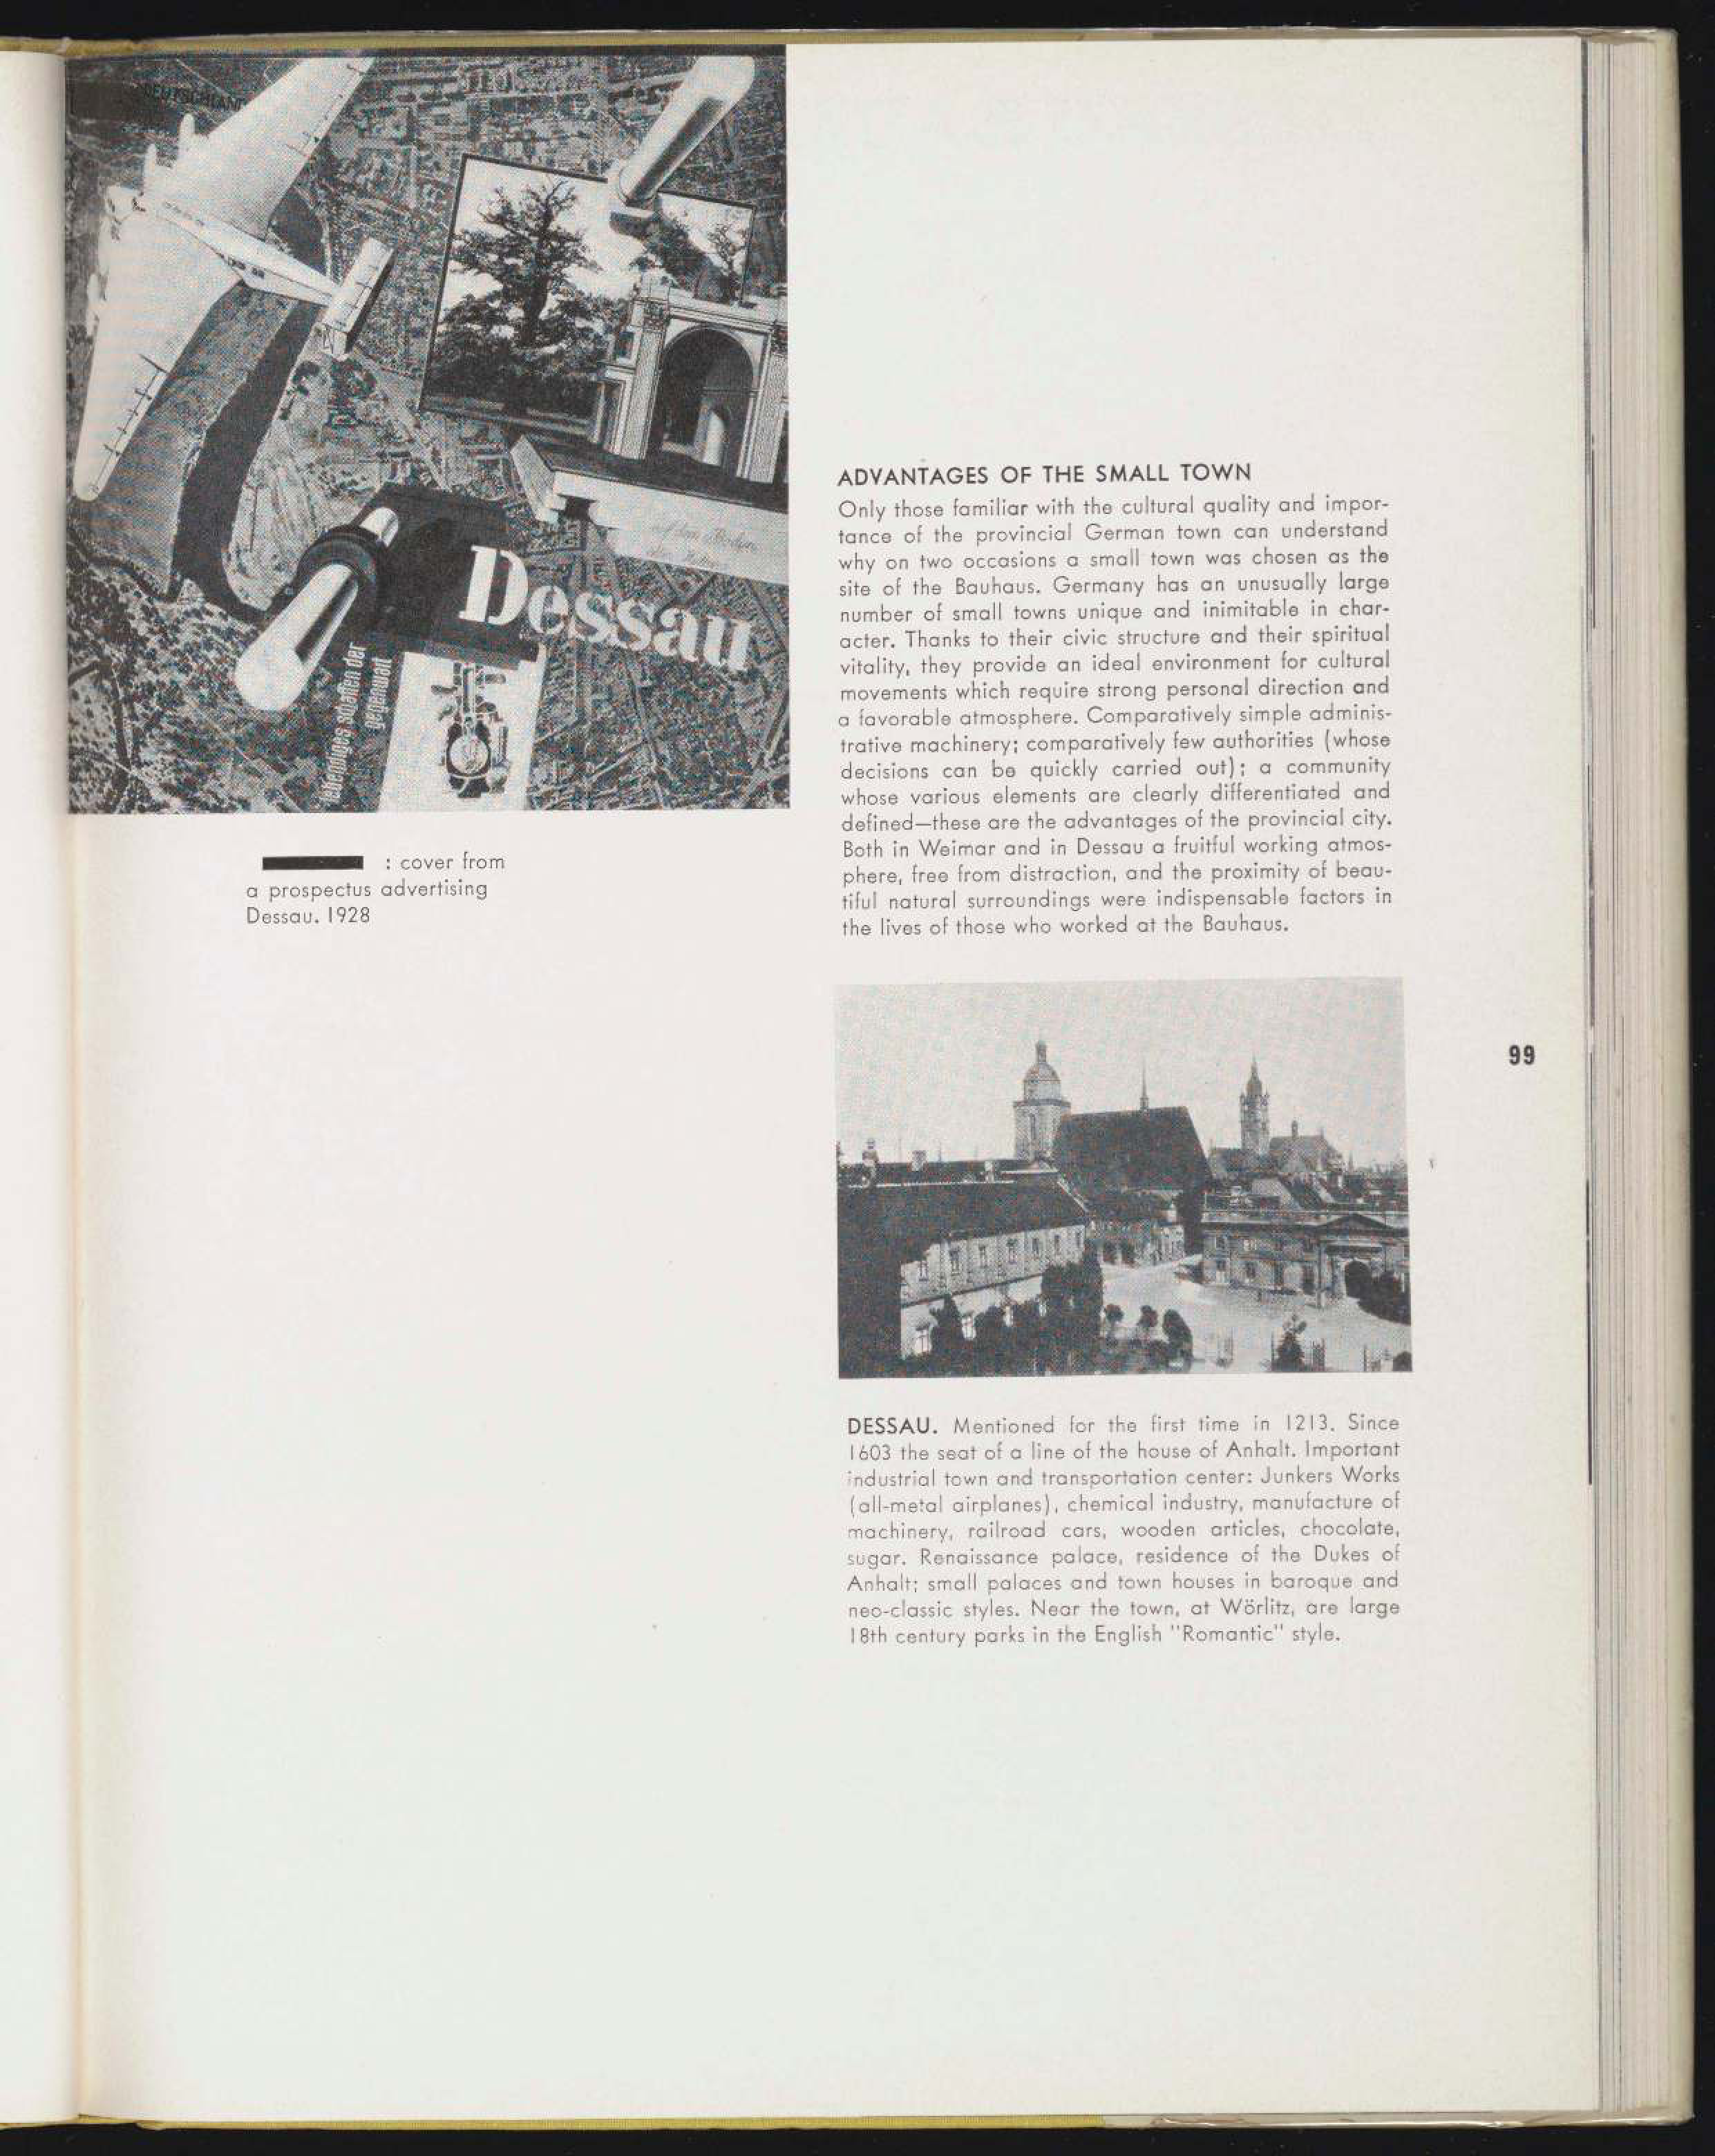 DEUTSCHLAND
Dessau
lebendiges schaffen der
gegenwart
: cover from
a prospectus advertising
Dessau. 1928
ADVANTAGES OF THE SMALL TOWN
Only those familiar with the cultural quality and impor-
tance of the provincial German town can understand
why on two occasions a small town was chosen as the
site of the Bauhaus. Germany has an unusually large
number of small towns unique and inimitable in char-
acter. Thanks to their civic structure and their spiritual
vitality, they provide an ideal environment for cultural
movements which require strong personal direction and
a favorable atmosphere. Comparatively simple adminis-
trative machinery; comparatively few authorities (whose
decisions can be quickly carried out); a community
whose various elements are clearly differentiated and
defined—these are the advantages of the provincial city.
Both in Weimar and in Dessau a fruitful working atmos-
phere, free from distraction, and the proximity of beau-
tiful natural surroundings were indispensable factors in
the lives of those who worked at the Bauhaus.
99
DESSAU. Mentioned for the first time in 1213. Since
1603 the seat of a line of the house of Anhalt. Important
industrial town and transportation center: Junkers Works
(all-metal airplanes), chemical industry, manufacture of
machinery, railroad cars, wooden articles, chocolate,
sugar. Renaissance palace, residence of the Dukes of
Anhalt; small palaces and town houses in baroque and
neo-classic styles. Near the town, at Wörlitz, are large
18th century parks in the English "Romantic" style.